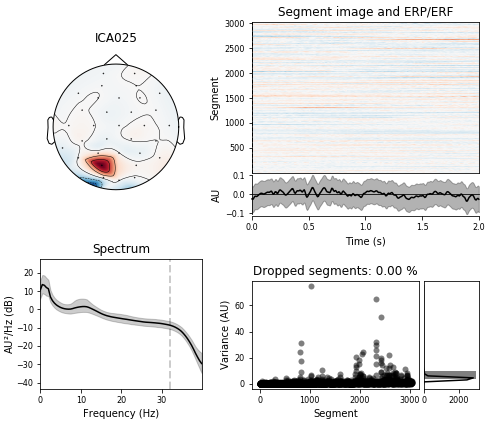 ICA025
Segment image and ERP/ERF
Segment
3000
2500
2000
1500
1000
500
AU
0.1
0.0
−0.1
0.0 0.5 1.0 1.5 2.0
Time (s)
Spectrum
AU²/Hz (dB)
20
10
0
−10
−20
−30
−40
0 10 20 30
Frequency (Hz)
Dropped segments: 0.00 %
Variance (AU)
60
40
20
0
0 1000 2000 3000
Segment
0 2000